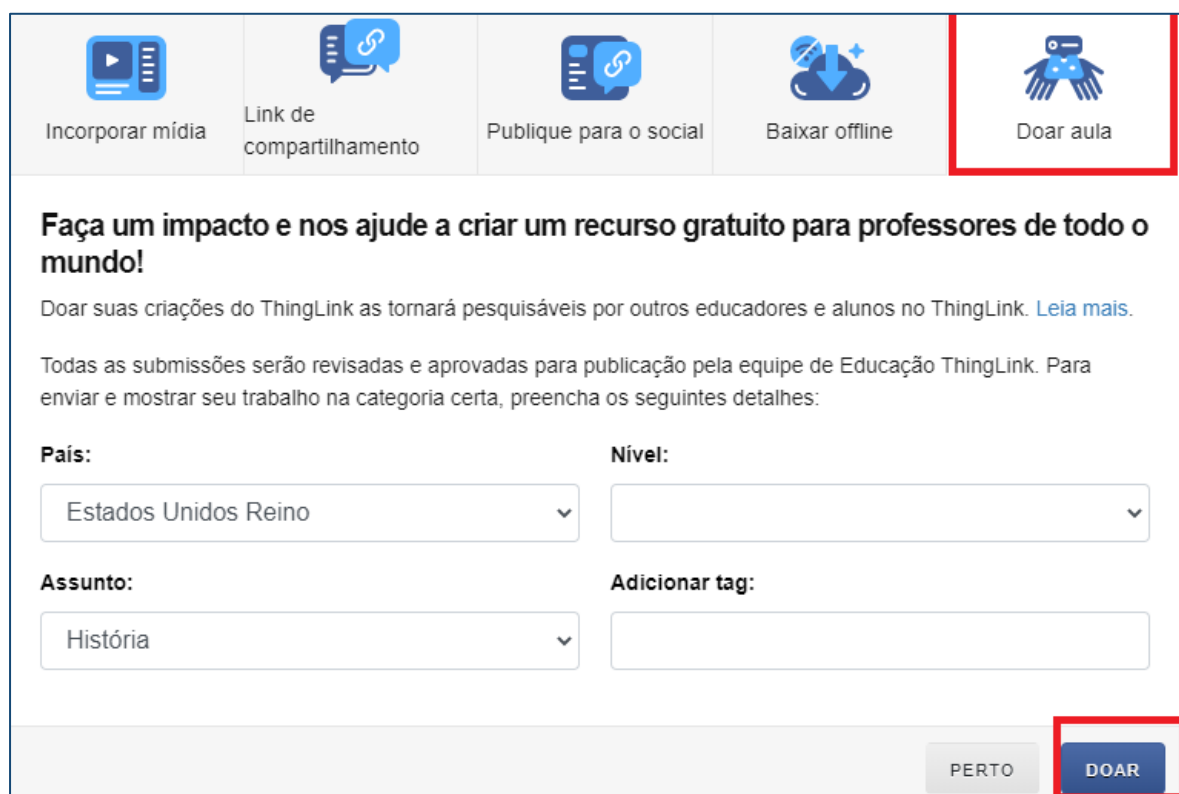 Incorporar mídia
Link de
compartilhamento
Publique para o social
Baixar offline
Doar aula
Faça um impacto e nos ajude a criar um recurso gratuito para professores de todo o
mundo!
Doar suas criações do ThingLink as tornará pesquisáveis por outros educadores e alunos no ThingLink. Leia mais.
Todas as submissões serão revisadas e aprovadas para publicação pela equipe de Educação ThingLink. Para
enviar e mostrar seu trabalho na categoria certa, preencha os seguintes detalhes:
País:
Nível:
Estados Unidos Reino
Assunto:
Adicionar tag:
História
PERTO
DOAR